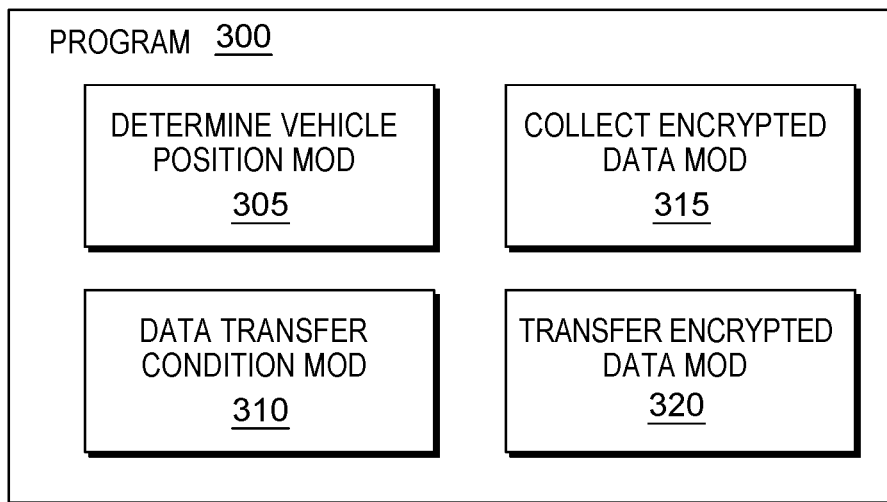 PROGRAM 300
DETERMINE VEHICLE
POSITION MOD
305
COLLECT ENCRYPTED
DATA MOD
315
DATA TRANSFER
CONDITION MOD
310
TRANSFER ENCRYPTED
DATA MOD
320